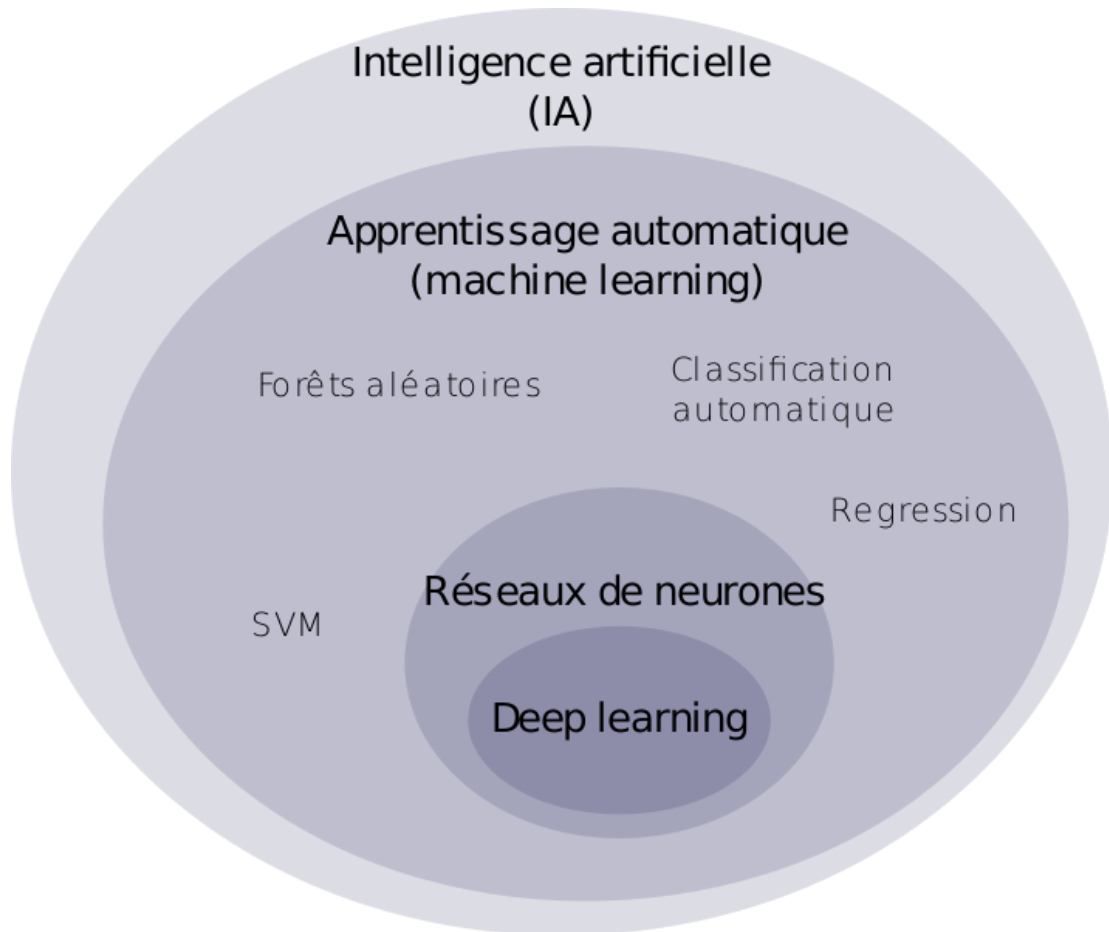 Intelligence artificielle
(IA)
Apprentissage automatique
(machine learning)
Forêts aléatoires
Classification
automatique
Regression
Réseaux de neurones
SVM
Deep learning